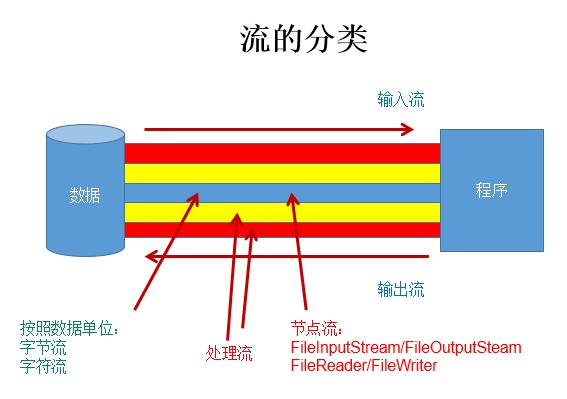 流的分类
输入流
数据
程序
输出流
按照数据单位：
字节流
字符流
处理流
节点流：
FileInputStream/FileOutputSteam
FileReader/FileWriter